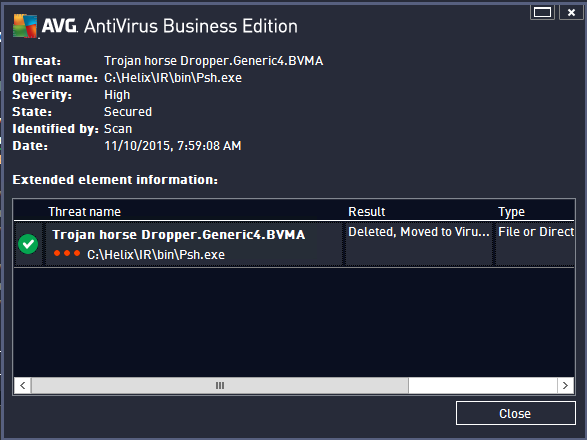 AVG. AntiVirus Business Edition
Threat: Trojan horse Dropper.Generic4.BVMA
Object name: C:\Helix\IR\bin\Psh.exe
Severity: High
State: Secured
Identified by: Scan
Date: 11/10/2015, 7:59:08 AM
Extended element information:
Threat name Result Type
Trojan horse Dropper.Generic4.BVMA Deleted, Moved to Viru... File or Direct
C:\Helix\IR\bin\Psh.exe
Close